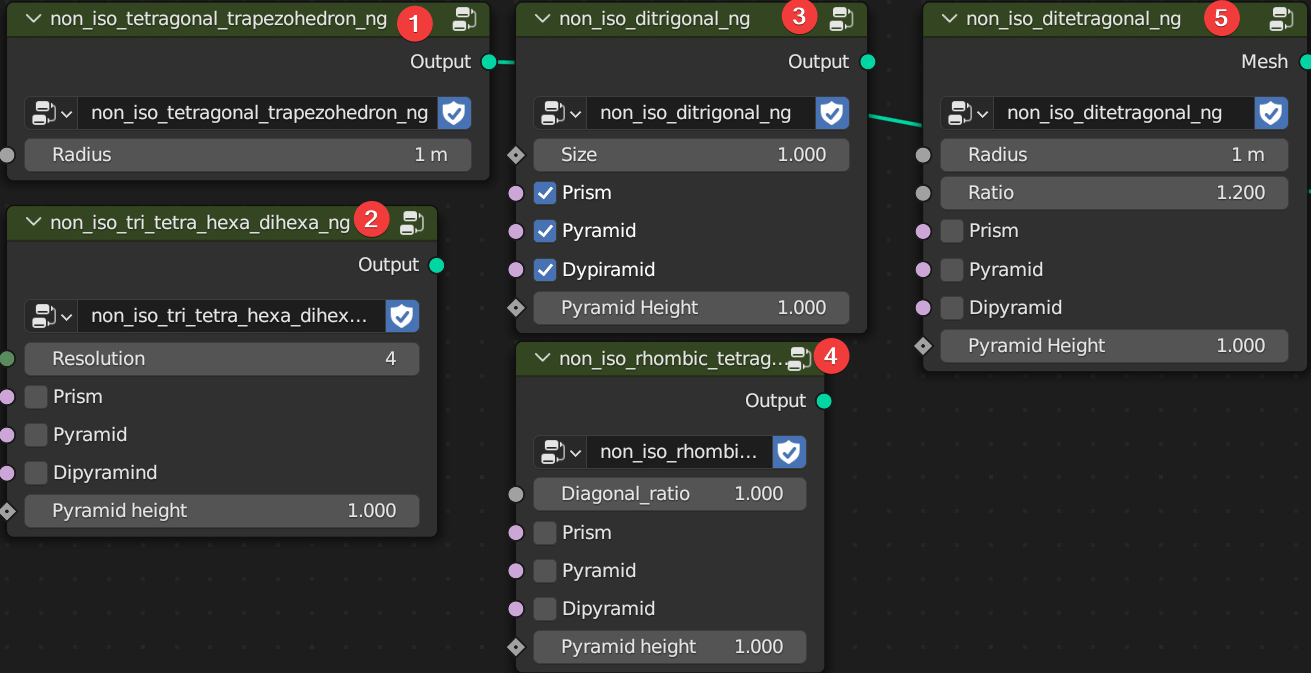 non_iso_tetragonal_trapezohedron_ng 1
Output
non_iso_tetragonal_trapezohedron_ng
Radius 1 m
non_iso_tri_tetra_hexa_dihexa_ng 2
Output
non_iso_tri_tetra_hexa_dihex...
Resolution 4
Prism
Pyramid
Dipyramind
Pyramid height 1.000
non_iso_ditrigonal_ng 3
Output
non_iso_ditrigonal_ng
Size 1.000
Prism
Pyramid
Dypiramid
Pyramid Height 1.000
non_iso_rhombic_tetrag... 4
Output
non_iso_rhombi...
Diagonal_ratio 1.000
Prism
Pyramid
Dipyramid
Pyramid height 1.000
non_iso_ditetragonal_ng 5
Mesh
non_iso_ditetragonal_ng
Radius 1 m
Ratio 1.200
Prism
Pyramid
Dipyramid
Pyramid Height 1.000